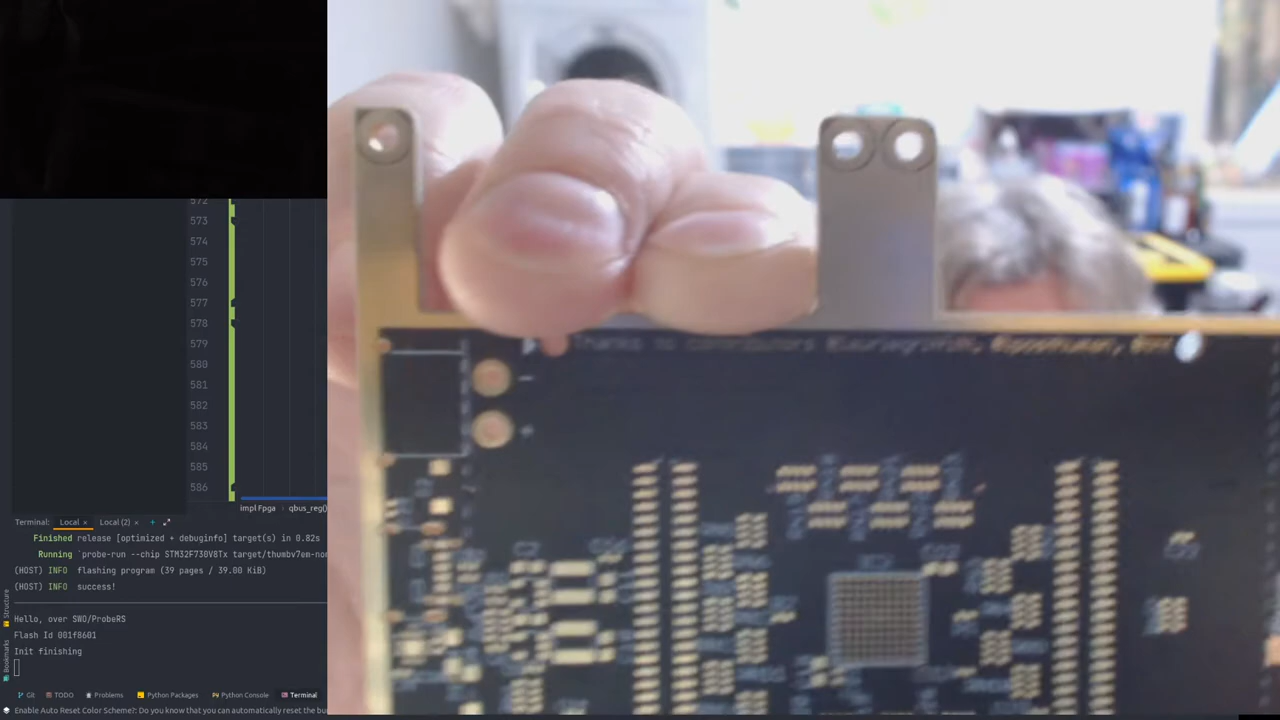 572
573
574
575
576
577
578
579
580
581
582
583
584
585
586
impl Fpga › qbus_reg()
Terminal: Local × Local (2) × +
Finished release [optimized + debuginfo] target(s) in 0.82s
Running `probe-run --chip STM32F730V8Tx target/thumbv7em-non
(HOST) INFO flashing program (39 pages / 39.00 KiB)
(HOST) INFO success!
Hello, over SWO/ProbeRS
Flash Id 001f8601
Init finishing
Structure
Bookmarks
Git TODO Problems Python Packages Python Console Terminal
Enable Auto Reset Color Scheme?: Do you know that you can automatically reset the bu
Thanks to contributors